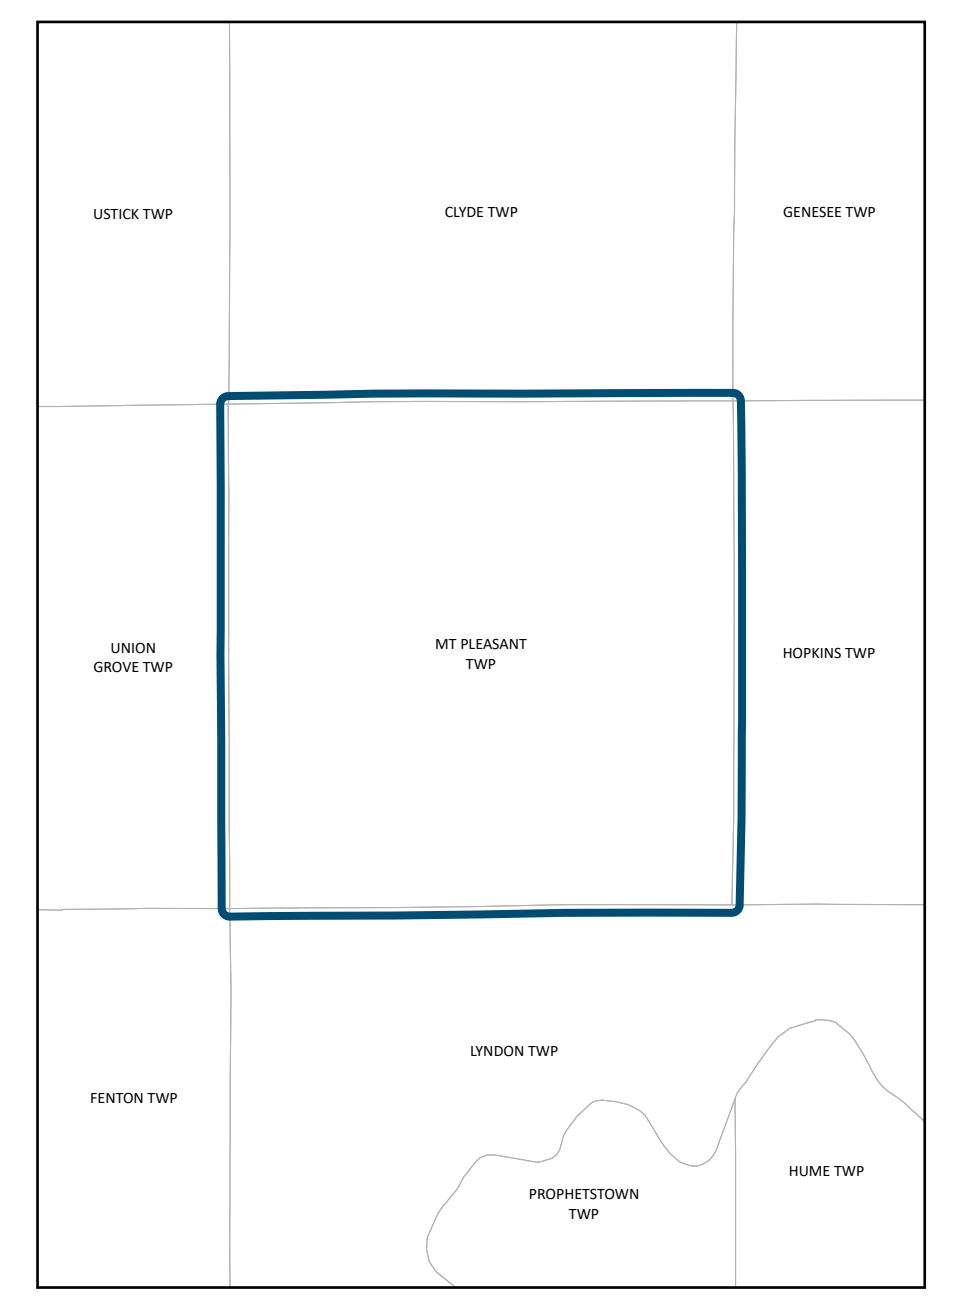 USTICK TWP
CLYDE TWP
GENESEE TWP
UNION
GROVE TWP
MT PLEASANT
TWP
HOPKINS TWP
LYNDON TWP
FENTON TWP
HUME TWP
PROPHETSTOWN
TWP